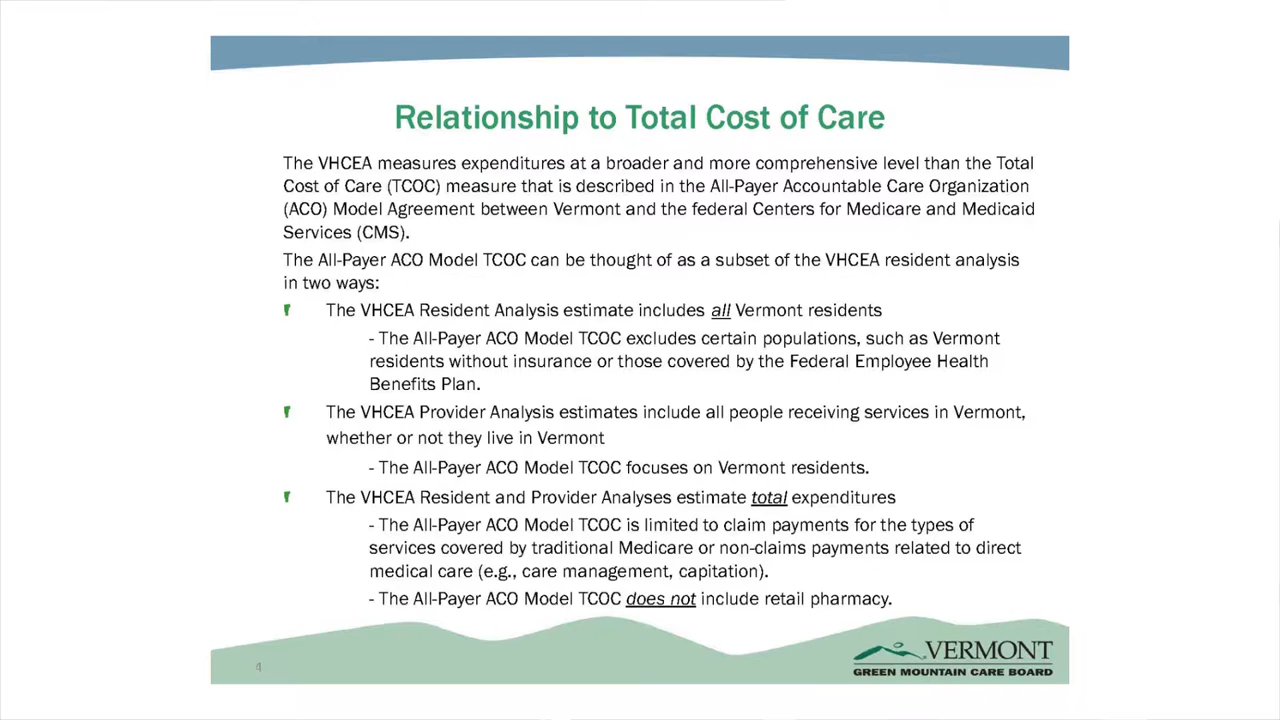 Relationship to Total Cost of Care
The VHCEA measures expenditures at a broader and more comprehensive level than the Total
Cost of Care (TCOC) measure that is described in the All-Payer Accountable Care Organization
(ACO) Model Agreement between Vermont and the federal Centers for Medicare and Medicaid
Services (CMS).
The All-Payer ACO Model TCOC can be thought of as a subset of the VHCEA resident analysis
in two ways:
The VHCEA Resident Analysis estimate includes all Vermont residents
- The All-Payer ACO Model TCOC excludes certain populations, such as Vermont
residents without insurance or those covered by the Federal Employee Health
Benefits Plan.
The VHCEA Provider Analysis estimates include all people receiving services in Vermont,
whether or not they live in Vermont
- The All-Payer ACO Model TCOC focuses on Vermont residents.
The VHCEA Resident and Provider Analyses estimate total expenditures
- The All-Payer ACO Model TCOC is limited to claim payments for the types of
services covered by traditional Medicare or non-claims payments related to direct
medical care (e.g., care management, capitation).
- The All-Payer ACO Model TCOC does not include retail pharmacy.
4
VERMONT
GREEN MOUNTAIN CARE BOARD